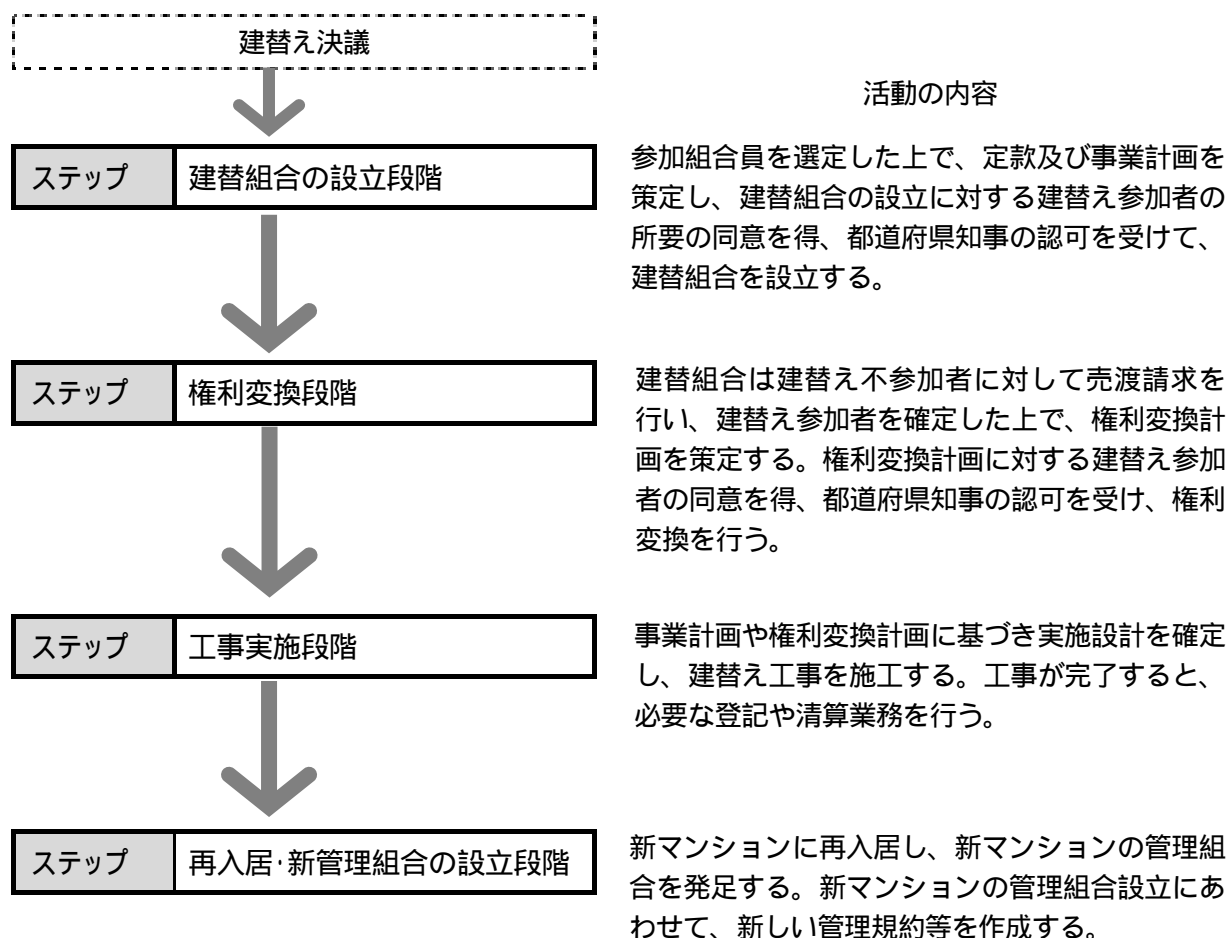 建替え決議
活動の内容
ステップ 建替組合の設立段階
参加組合員を選定した上で、定款及び事業計画を
策定し、建替組合の設立に対する建替え参加者の
所要の同意を得、都道府県知事の認可を受けて、
建替組合を設立する。
ステップ 権利変換段階
建替組合は建替え不参加者に対して売渡請求を
行い、建替え参加者を確定した上で、権利変換計
画を策定する。権利変換計画に対する建替え参加
者の同意を得、都道府県知事の認可を受け、権利
変換を行う。
ステップ 工事実施段階
事業計画や権利変換計画に基づき実施設計を確定
し、建替え工事を施工する。工事が完了すると、
必要な登記や清算業務を行う。
ステップ 再入居・新管理組合の設立段階
新マンションに再入居し、新マンションの管理組
合を発足する。新マンションの管理組合設立にあ
わせて、新しい管理規約等を作成する。